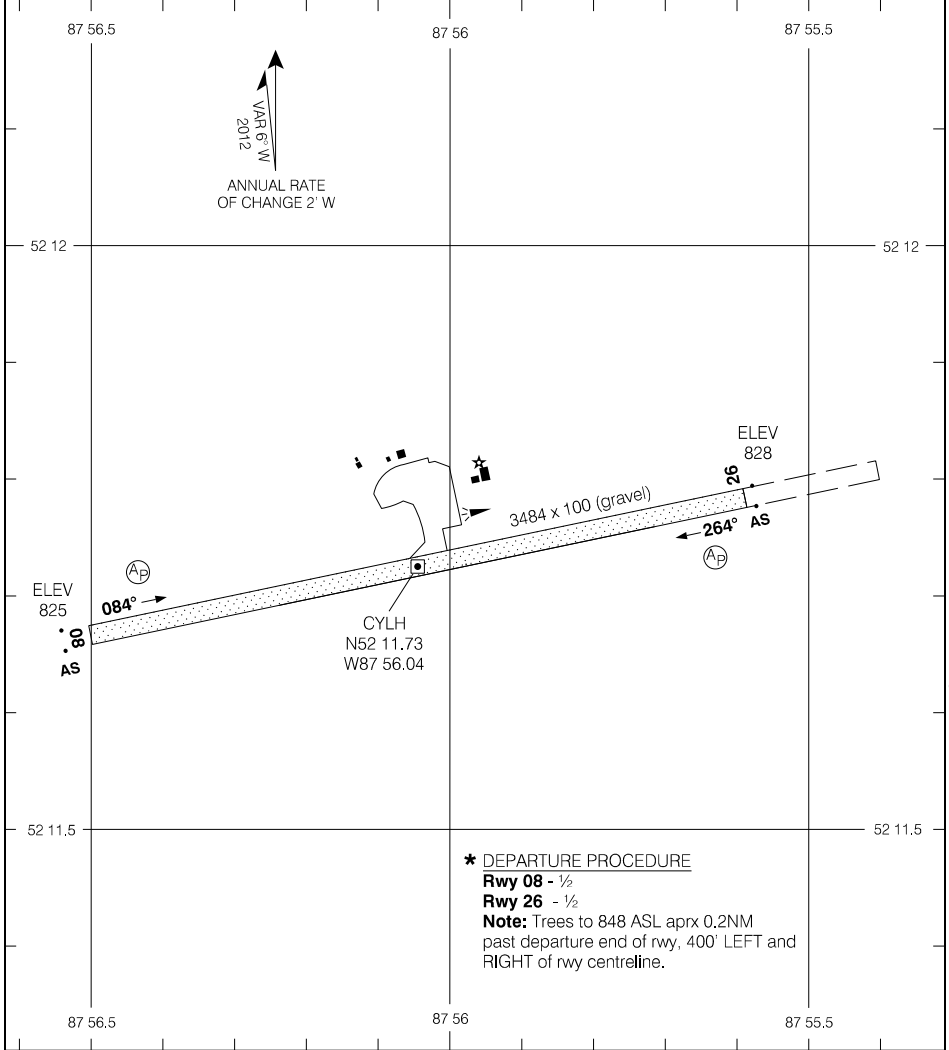 87 56.5
87 56
87 55.5
VAR 6° W
2012
ANNUAL RATE
OF CHANGE 2' W
52 12
52 12
ELEV
828
26
3484 x 100 (gravel)
264°
AS
AP
AP
ELEV
825
084°
08
AS
CYLH
N52 11.73
W87 56.04
52 11.5
52 11.5
* DEPARTURE PROCEDURE
Rwy 08 - ½
Rwy 26 - ½
Note: Trees to 848 ASL aprx 0.2NM
past departure end of rwy, 400' LEFT and
RIGHT of rwy centreline.
87 56.5
87 56
87 55.5